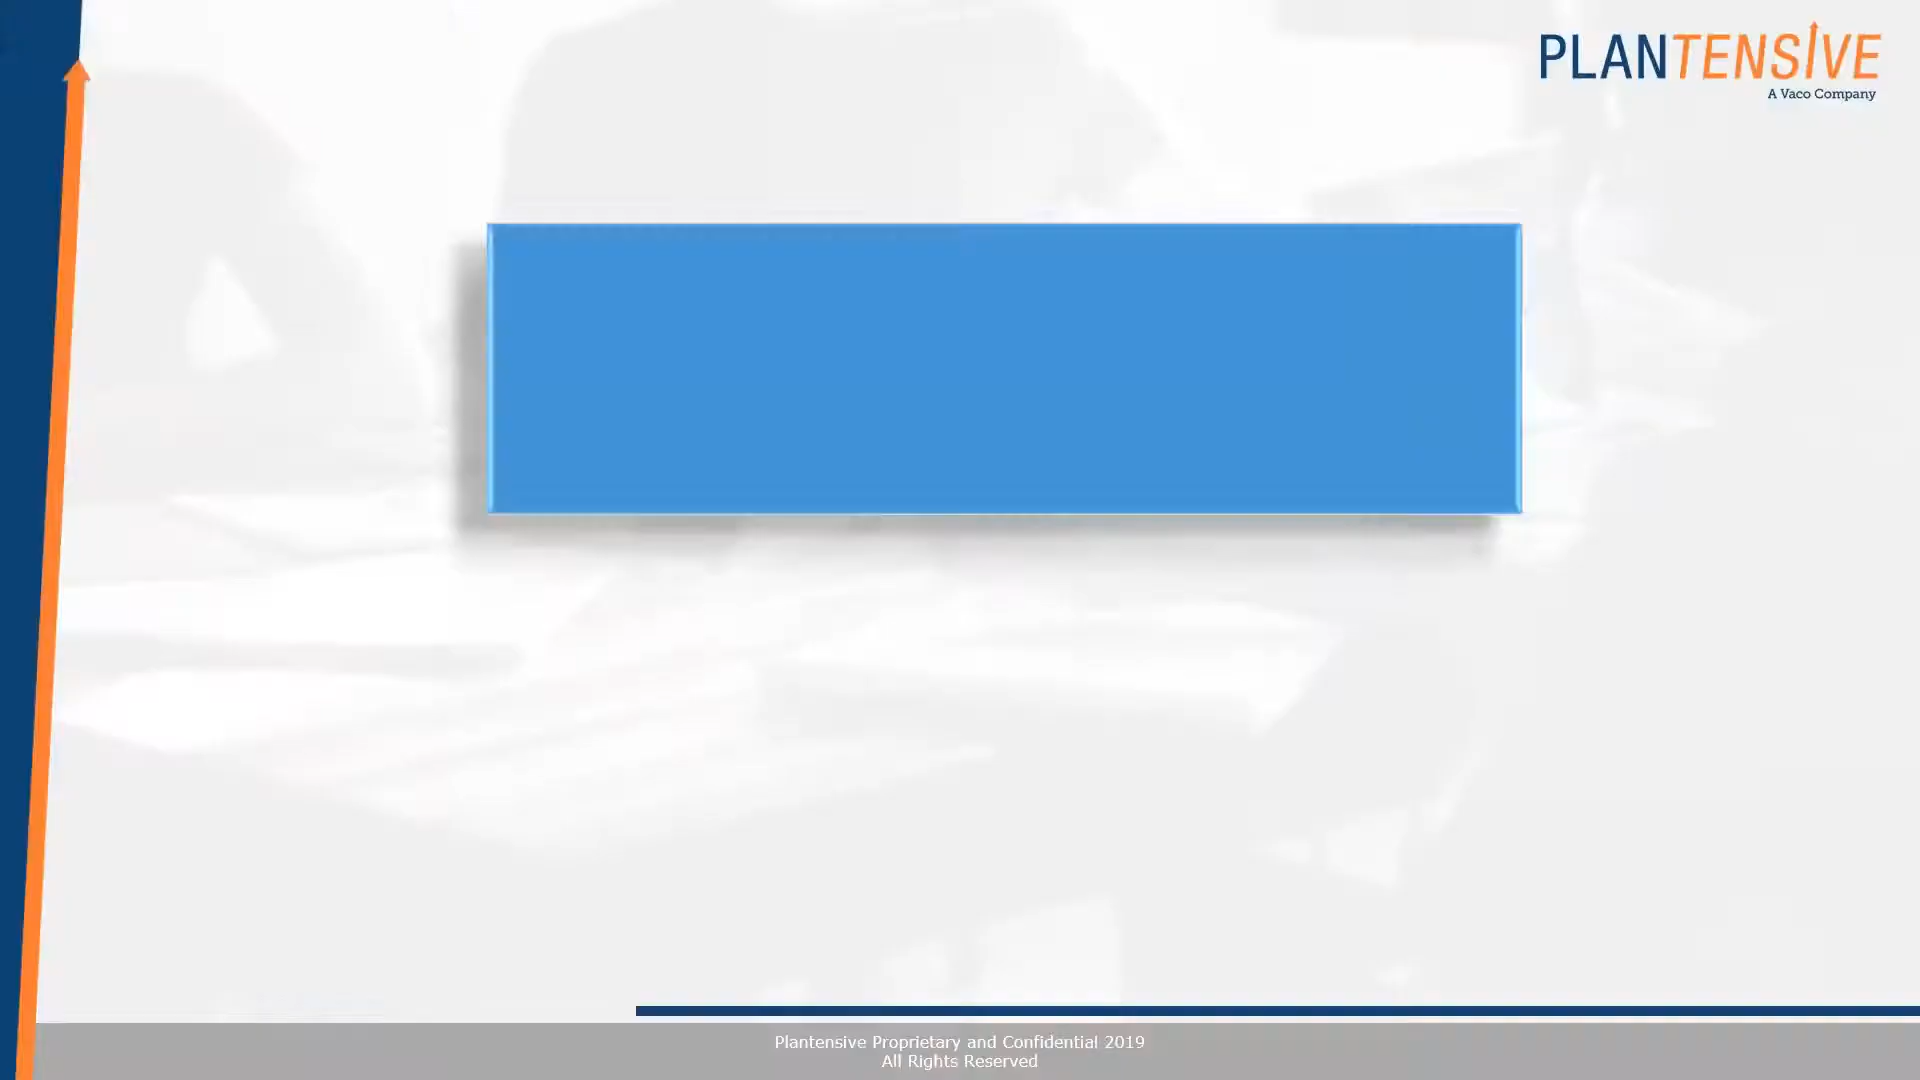 PLANTENSIVE
A Vaco Company
Plantensive Proprietary and Confidential 2019
All Rights Reserved